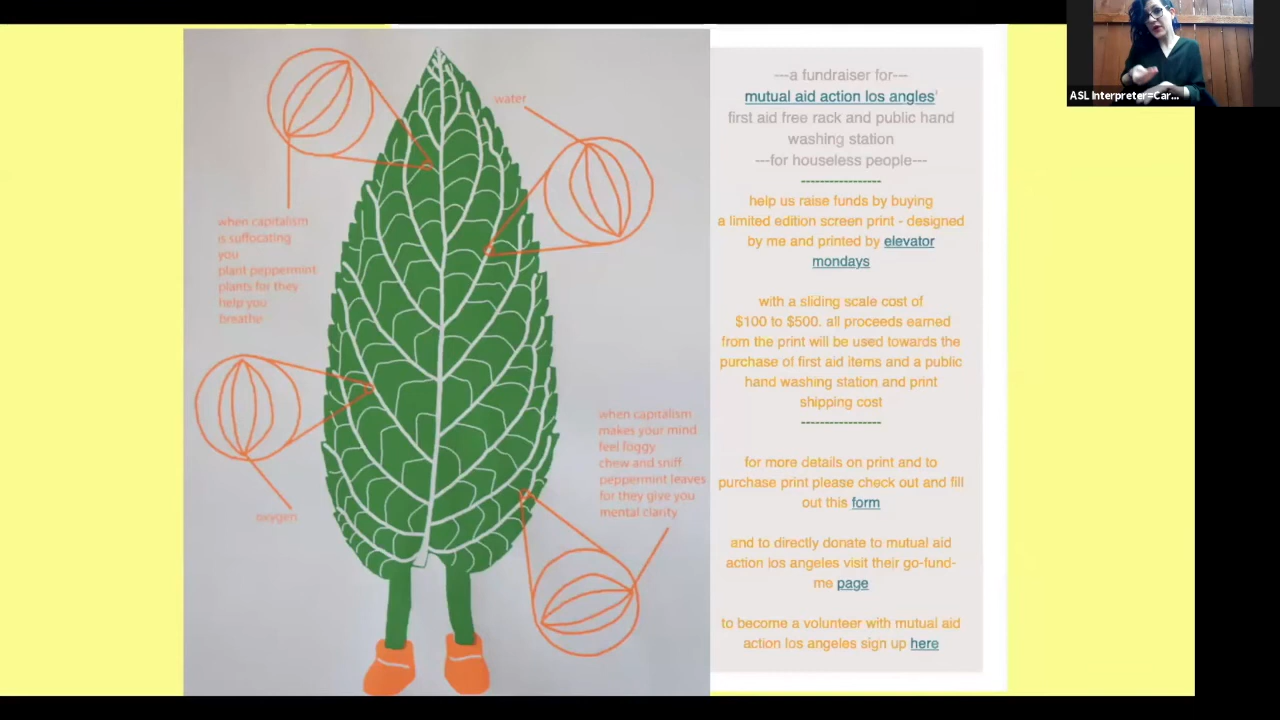 water
when capitalism
is suffocating
you
plant peppermint
plants for they
help you
breathe
when capitalism
makes your mind
feel foggy
chew and sniff
peppermint leaves
for they give you
mental clarity
oxygen
---a fundraiser for---
mutual aid action los angles'
first aid free rack and public hand
washing station
---for houseless people---
-----------------
help us raise funds by buying
a limited edition screen print - designed
by me and printed by elevator
mondays
with a sliding scale cost of
$100 to $500. all proceeds earned
from the print will be used towards the
purchase of first aid items and a public
hand washing station and print
shipping cost
-----------------
for more details on print and to
purchase print please check out and fill
out this form
and to directly donate to mutual aid
action los angeles visit their go-fund-
me page
to become a volunteer with mutual aid
action los angeles sign up here
ASL Interpreter=Car...